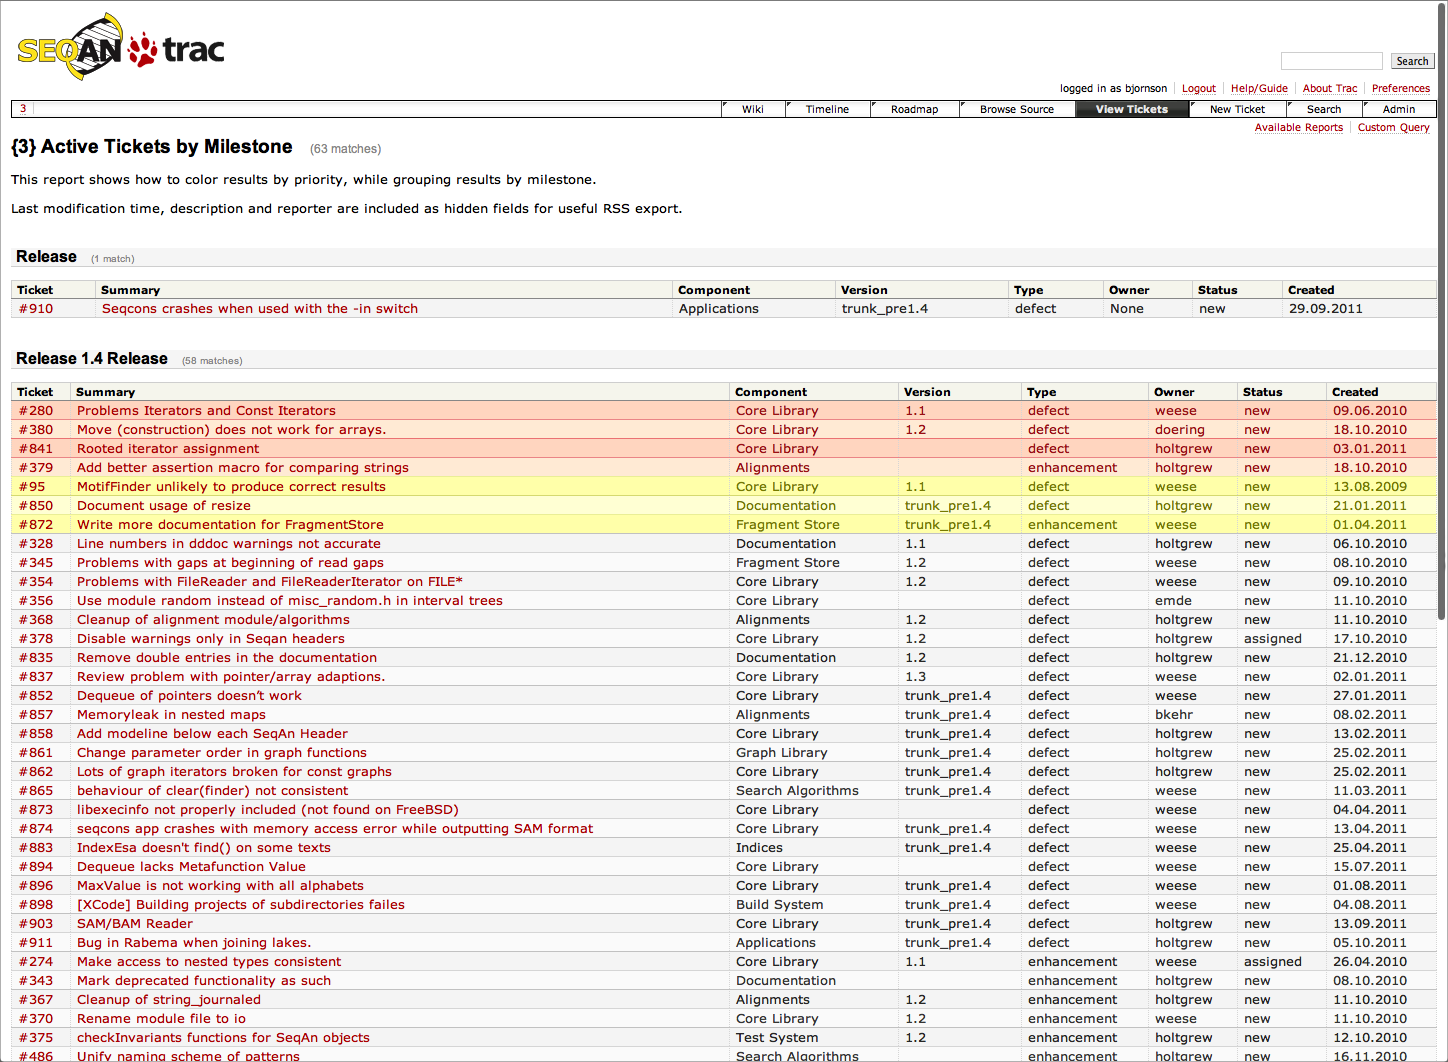 SEQAN trac
Search
logged in as bjornson Logout Help/Guide About Trac Preferences
3 Wiki Timeline Roadmap Browse Source View Tickets New Ticket Search Admin
Available Reports Custom Query
{3} Active Tickets by Milestone (63 matches)
This report shows how to color results by priority, while grouping results by milestone.
Last modification time, description and reporter are included as hidden fields for useful RSS export.
Release (1 match)
Ticket Summary Component Version Type Owner Status Created
#910 Seqcons crashes when used with the -in switch Applications trunk_pre1.4 defect None new 29.09.2011
Release 1.4 Release (58 matches)
Ticket Summary Component Version Type Owner Status Created
#280 Problems Iterators and Const Iterators Core Library 1.1 defect weese new 09.06.2010
#380 Move (construction) does not work for arrays. Core Library 1.2 defect doering new 18.10.2010
#841 Rooted iterator assignment Core Library defect holtgrew new 03.01.2011
#379 Add better assertion macro for comparing strings Alignments enhancement holtgrew new 18.10.2010
#95 MotifFinder unlikely to produce correct results Core Library 1.1 defect weese new 13.08.2009
#850 Document usage of resize Documentation trunk_pre1.4 defect holtgrew new 21.01.2011
#872 Write more documentation for FragmentStore Fragment Store trunk_pre1.4 enhancement weese new 01.04.2011
#328 Line numbers in dddoc warnings not accurate Documentation 1.1 defect holtgrew new 06.10.2010
#345 Problems with gaps at beginning of read gaps Fragment Store 1.2 defect weese new 08.10.2010
#354 Problems with FileReader and FileReaderIterator on FILE* Core Library 1.2 defect weese new 09.10.2010
#356 Use module random instead of misc_random.h in interval trees Core Library defect emde new 11.10.2010
#368 Cleanup of alignment module/algorithms Alignments 1.2 defect holtgrew new 11.10.2010
#378 Disable warnings only in Seqan headers Core Library 1.2 defect holtgrew assigned 17.10.2010
#835 Remove double entries in the documentation Documentation 1.2 defect holtgrew new 21.12.2010
#837 Review problem with pointer/array adaptions. Core Library 1.3 defect weese new 02.01.2011
#852 Dequeue of pointers doesn't work Core Library trunk_pre1.4 defect weese new 27.01.2011
#857 Memoryleak in nested maps Alignments trunk_pre1.4 defect bkehr new 08.02.2011
#858 Add modeline below each SeqAn Header Core Library trunk_pre1.4 defect holtgrew new 13.02.2011
#861 Change parameter order in graph functions Graph Library trunk_pre1.4 defect holtgrew new 25.02.2011
#862 Lots of graph iterators broken for const graphs Core Library trunk_pre1.4 defect holtgrew new 25.02.2011
#865 behaviour of clear(finder) not consistent Search Algorithms trunk_pre1.4 defect weese new 11.03.2011
#873 libexecinfo not properly included (not found on FreeBSD) Core Library defect weese new 04.04.2011
#874 seqcons app crashes with memory access error while outputting SAM format Core Library trunk_pre1.4 defect weese new 13.04.2011
#883 IndexEsa doesn't find() on some texts Indices trunk_pre1.4 defect weese new 25.04.2011
#894 Dequeue lacks Metafunction Value Core Library defect weese new 15.07.2011
#896 MaxValue is not working with all alphabets Core Library trunk_pre1.4 defect weese new 01.08.2011
#898 [XCode] Building projects of subdirectories failes Build System trunk_pre1.4 defect weese new 04.08.2011
#903 SAM/BAM Reader Core Library trunk_pre1.4 defect holtgrew new 13.09.2011
#911 Bug in Rabema when joining lakes. Applications trunk_pre1.4 defect holtgrew new 05.10.2011
#274 Make access to nested types consistent Core Library 1.1 enhancement weese assigned 26.04.2010
#343 Mark deprecated functionality as such Documentation enhancement holtgrew new 08.10.2010
#367 Cleanup of string_journaled Alignments 1.2 enhancement holtgrew new 11.10.2010
#370 Rename module file to io Core Library 1.2 enhancement weese new 11.10.2010
#375 checkInvariants functions for SeqAn objects Test System 1.2 enhancement holtgrew new 12.10.2010
#486 Unify naming scheme of patterns Search Algorithms enhancement holtgrew new 16.11.2010